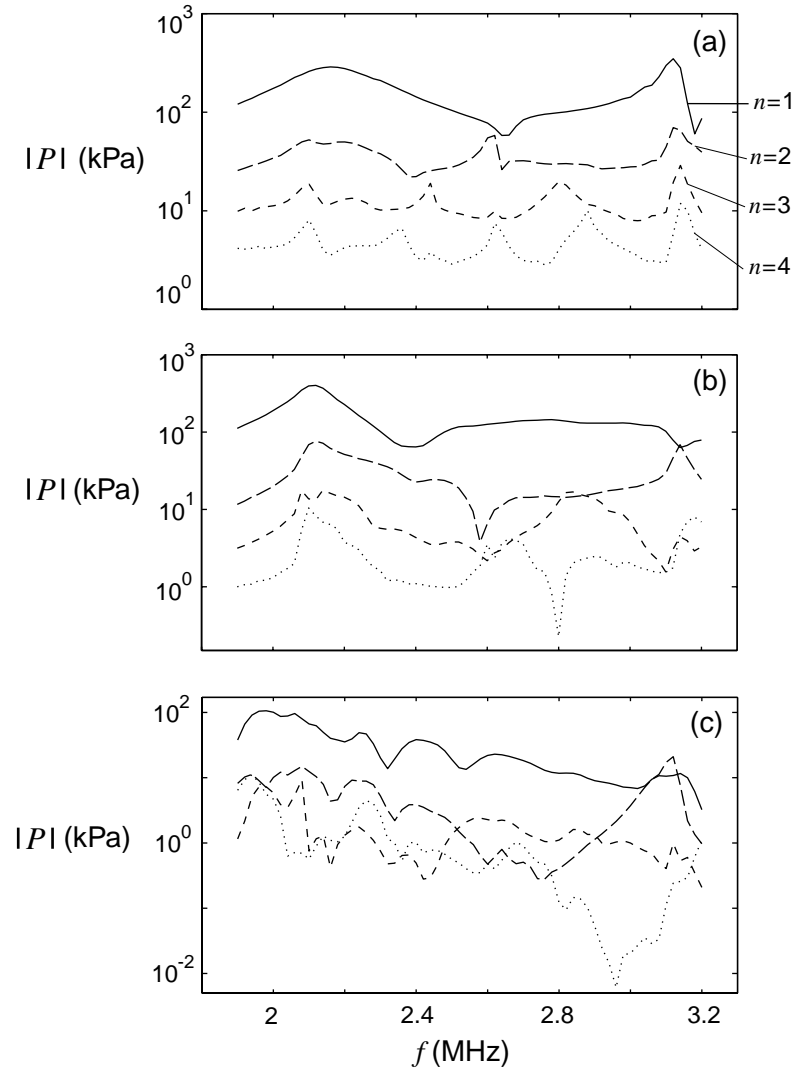 10^3
(a)
10^2
n=1
|P| (kPa)
n=2
10^1
n=3
n=4
10^0
10^3
(b)
10^2
|P| (kPa)
10^1
10^0
10^2
(c)
|P| (kPa)
10^0
10^-2
2 2.4 2.8 3.2
f (MHz)